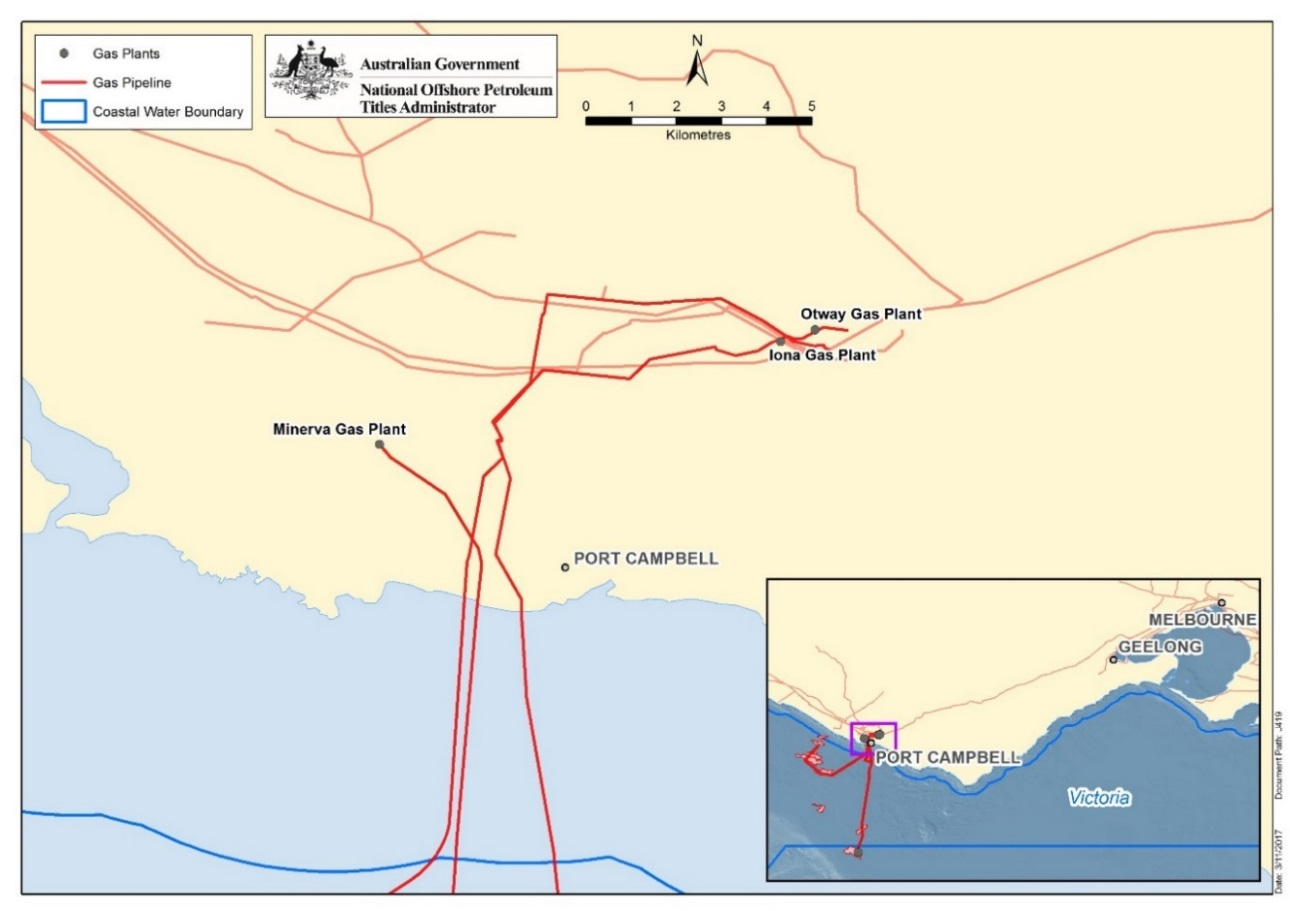 Gas Plants
Gas Pipeline
Coastal Water Boundary
Australian Government
National Offshore Petroleum
Titles Administrator
N
0 1 2 3 4 5
Kilometres
Otway Gas Plant
Iona Gas Plant
Minerva Gas Plant
PORT CAMPBELL
MELBOURNE
GEELONG
PORT CAMPBELL
Victoria
Document Path: J419
Date: 3/11/2017